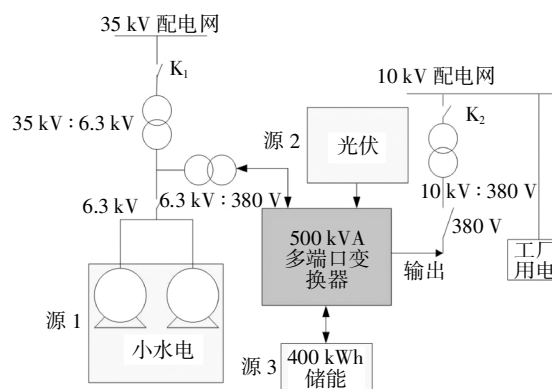 35 kV 配电网
K₁
35 kV：6.3 kV
6.3 kV
6.3 kV：380 V
源 1
小水电
源 2
光伏
500 kVA
多端口变
换器
输出
源 3
400 kWh
储能
10 kV 配电网
K₂
10 kV：380 V
380 V
工厂
用电